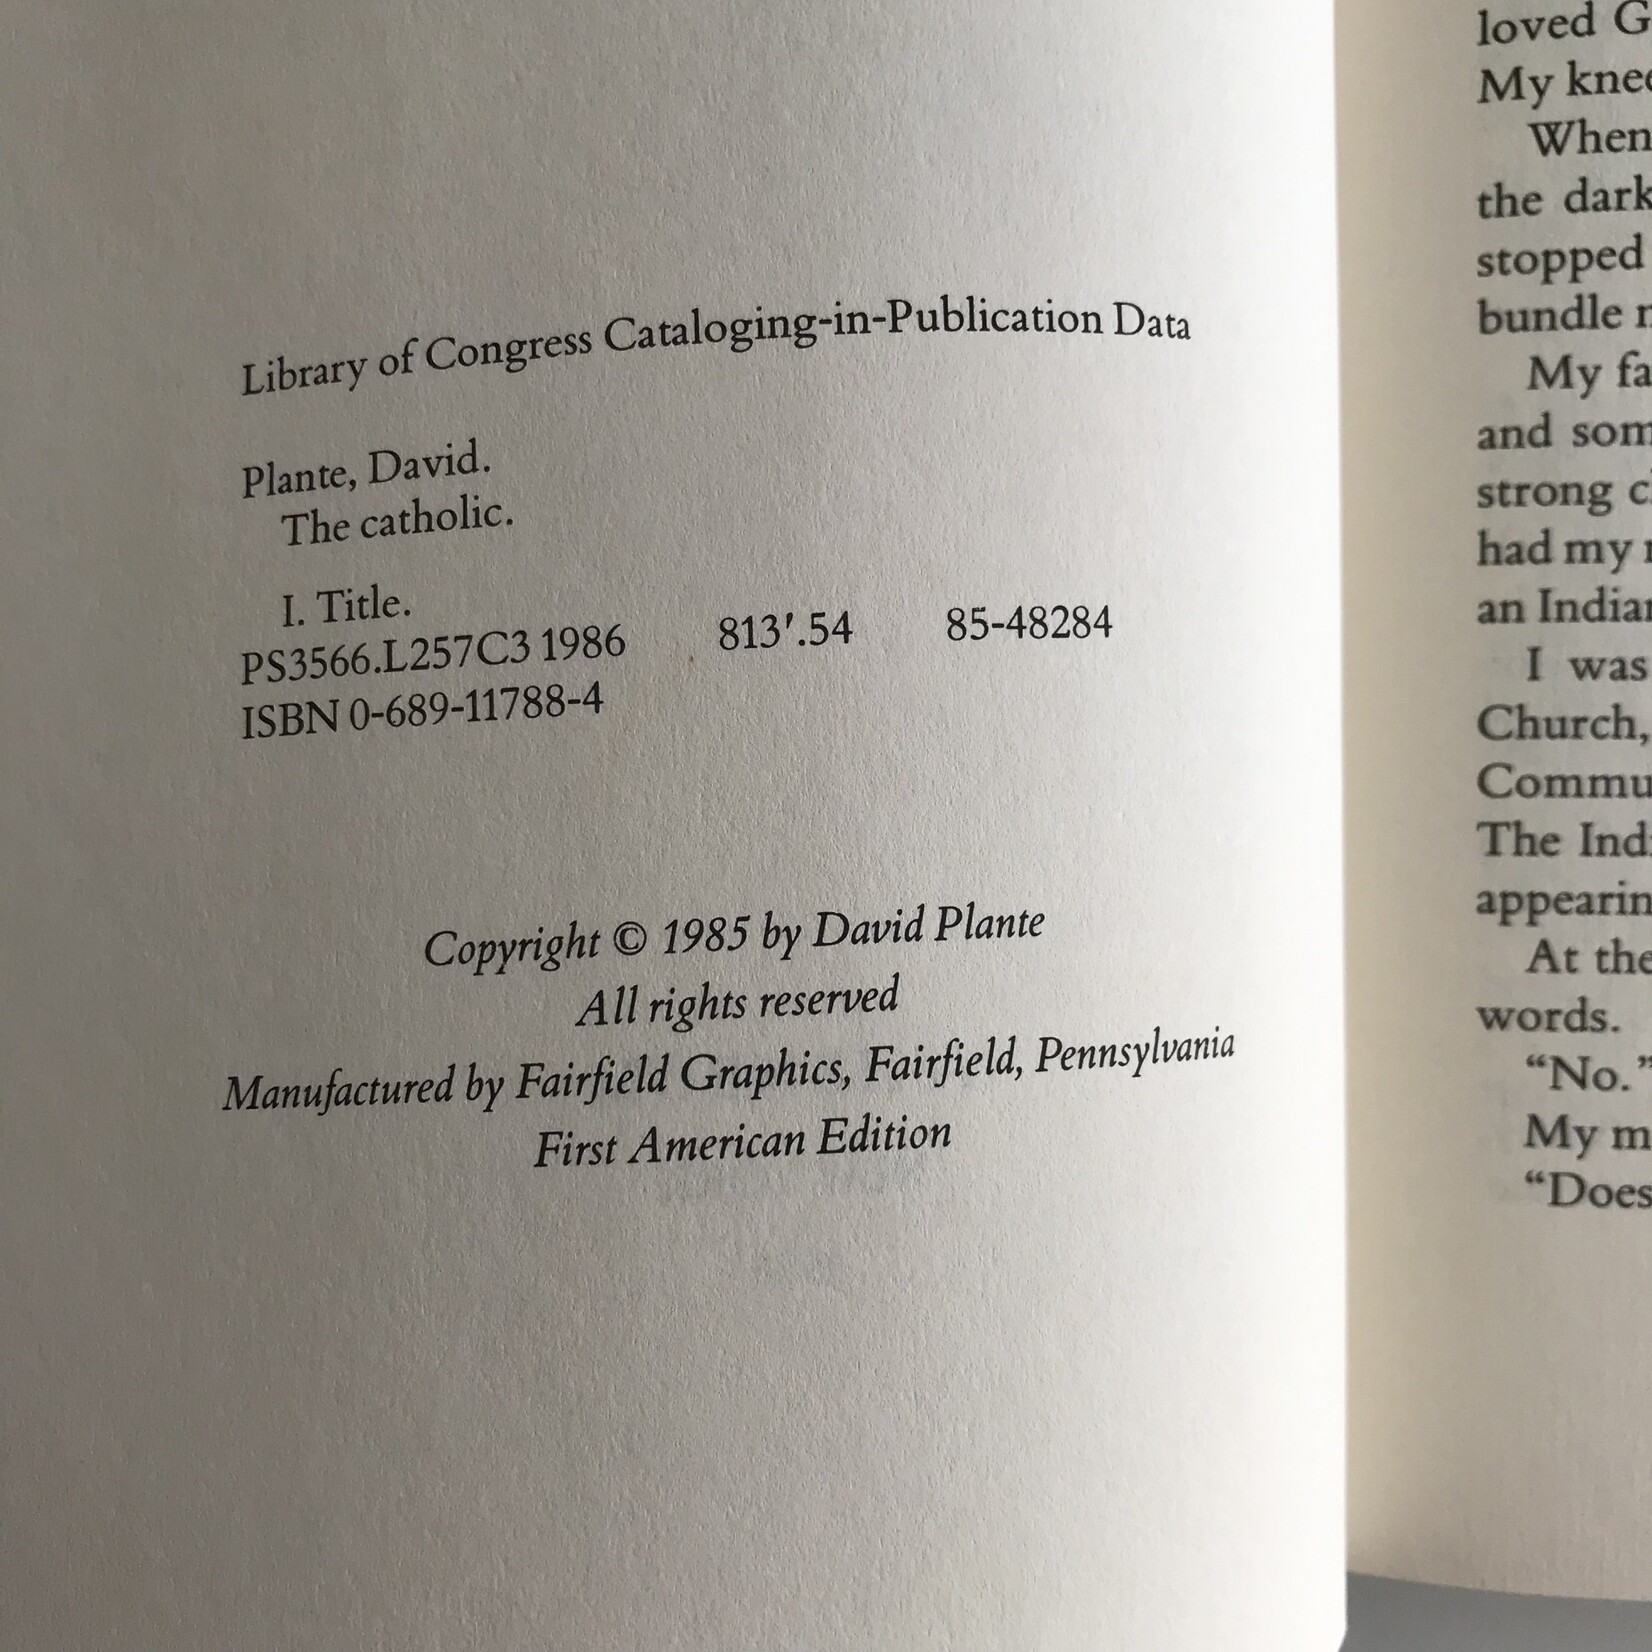 Library of Congress Cataloging-in-Publication Data
Plante, David.
The catholic.
I. Title.
PS3566.L257C3 1986 813′.54 85-48284
ISBN 0-689-11788-4
Copyright © 1985 by David Plante
All rights reserved
Manufactured by Fairfield Graphics, Fairfield, Pennsylvania
First American Edition
loved
My
When
the dark
stopped
bundle
My
and
strong
had my
an
I was
Church,
The
At the
words.
“No.”
My